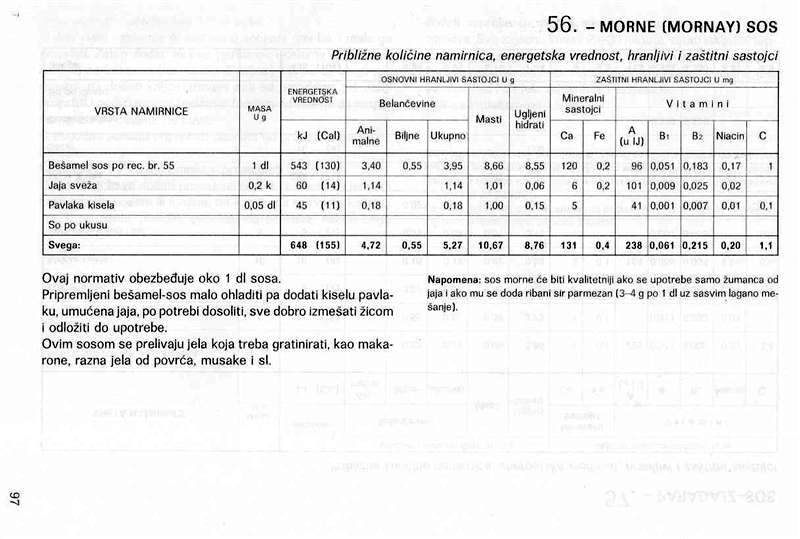 56. – MORNE (MORNAY) SOS
Približne količine namirnica, energetska vrednost, hranljivi i zaštitni sastojci
VRSTA NAMIRNICE MASA U g ENERGETSKA VREDNOST OSNOVNI HRANLJIVI SASTOJCI U g ZAŠTITNI HRANLJIVI SASTOJCI U mg
Belančevine Masti Ugljeni hidrati Mineralni sastojci Vitamini
kJ (Cal) Ani-malne Biljne Ukupno Ca Fe A (u IJ) B1 B2 Niacin C
Bešamel sos po rec. br. 55 1 dl 543 (130) 3,40 0,55 3,95 8,66 8,55 120 0,2 96 0,051 0,183 0,17 1
Jaja sveža 0,2 k 60 (14) 1,14 1,14 1,01 0,06 6 0,2 101 0,009 0,025 0,02
Pavlaka kisela 0,05 dl 45 (11) 0,18 0,18 1,00 0,15 5 41 0,001 0,007 0,01 0,1
So po ukusu
Svega: 648 (155) 4,72 0,55 5,27 10,67 8,76 131 0,4 238 0,061 0,215 0,20 1,1
Ovaj normativ obezbeđuje oko 1 dl sosa.
Pripremljeni bešamel-sos malo ohladiti pa dodati kiselu pavla-
ku, umućena jaja, po potrebi dosoliti, sve dobro izmešati žicom
i odložiti do upotrebe.
Ovim sosom se prelivaju jela koja treba gratinirati, kao maka-
rone, razna jela od povrća, musake i sl.
Napomena: sos morne će biti kvalitetniji ako se upotrebe samo žumanca od
jaja i ako mu se doda ribani sir parmezan (3–4 g po 1 dl uz sasvim lagano me-
šanje).
97